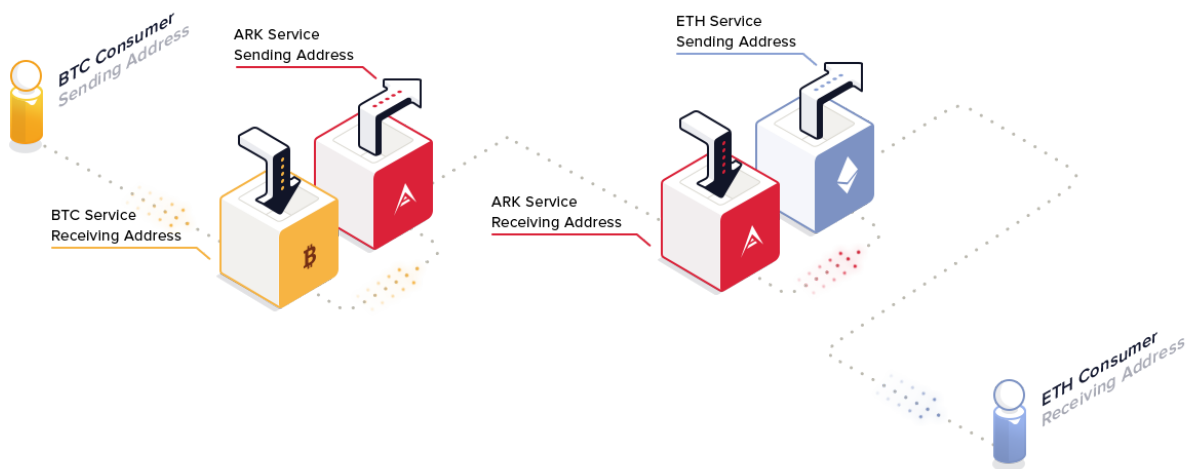 BTC Consumer
Sending Address
ARK Service
Sending Address
ETH Service
Sending Address
BTC Service
Receiving Address
ARK Service
Receiving Address
ETH Consumer
Receiving Address